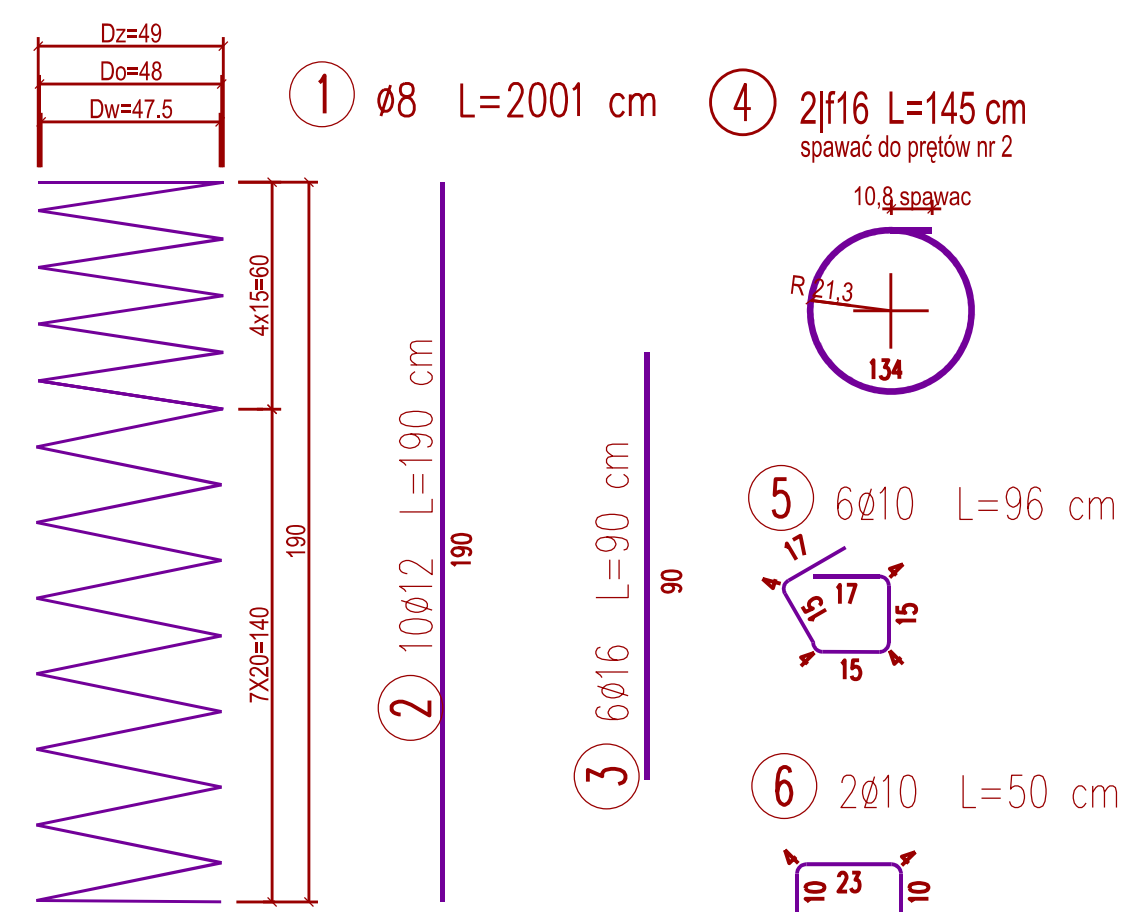 Dz=49
Do=48
Dw=47.5
1 ø8 L=2001 cm
4x15=60
190
7X20=140
2 10ø12 L=190 cm
190
3 6ø16 L=90 cm
90
4 2|f16 L=145 cm
spawać do prętów nr 2
10,8 spawac
R 21,3
134
5 6ø10 L=96 cm
17
4
4
17
15
15
4
4
15
6 2ø10 L=50 cm
4
4
10
23
10